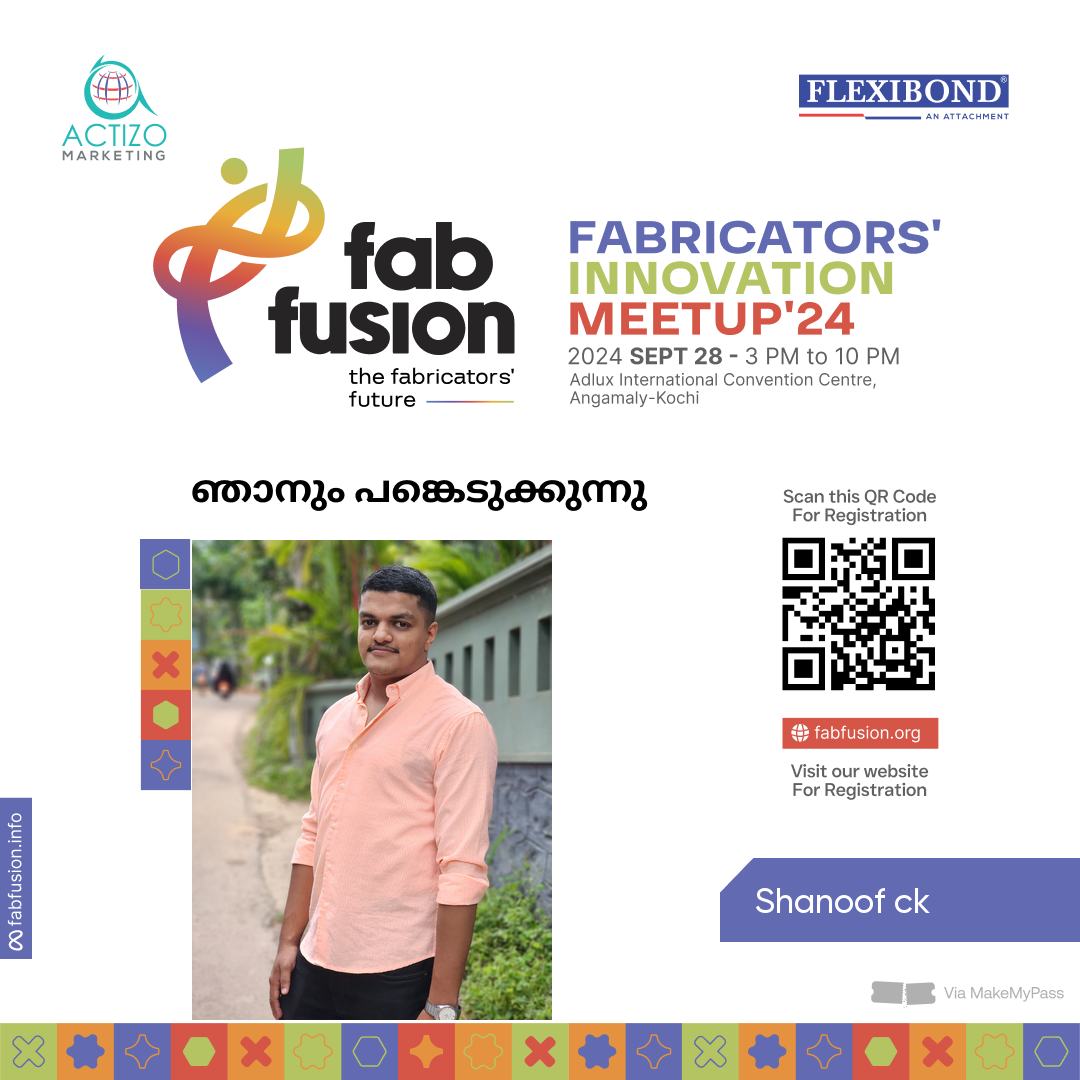 ACTIZO
MARKETING
FLEXIBOND®
AN ATTACHMENT
fab
fusion
the fabricators'
future
FABRICATORS'
INNOVATION
MEETUP'24
2024 SEPT 28 - 3 PM to 10 PM
Adlux International Convention Centre,
Angamaly-Kochi
ഞാനും പങ്കെടുക്കുന്നു
Scan this QR Code
For Registration
fabfusion.org
Visit our website
For Registration
fabfusion.info
Shanoof ck
Via MakeMyPass